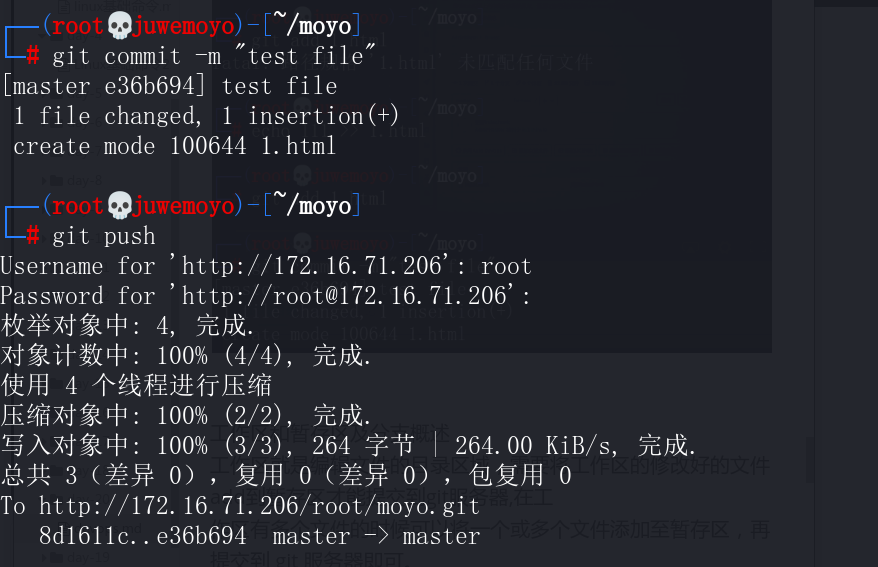 (root💀juwemoyo)-[~/moyo]
# git commit -m "test file"
[master e36b694] test file
1 file changed, 1 insertion(+)
create mode 100644 1.html
(root💀juwemoyo)-[~/moyo]
# git push
Username for 'http://172.16.71.206': root
Password for 'http://root@172.16.71.206':
枚举对象中: 4, 完成.
对象计数中: 100% (4/4), 完成.
使用 4 个线程进行压缩
压缩对象中: 100% (2/2), 完成.
写入对象中: 100% (3/3), 264 字节 | 264.00 KiB/s, 完成.
总共 3（差异 0），复用 0（差异 0），包复用 0
To http://172.16.71.206/root/moyo.git
8d1611c..e36b694  master -> master